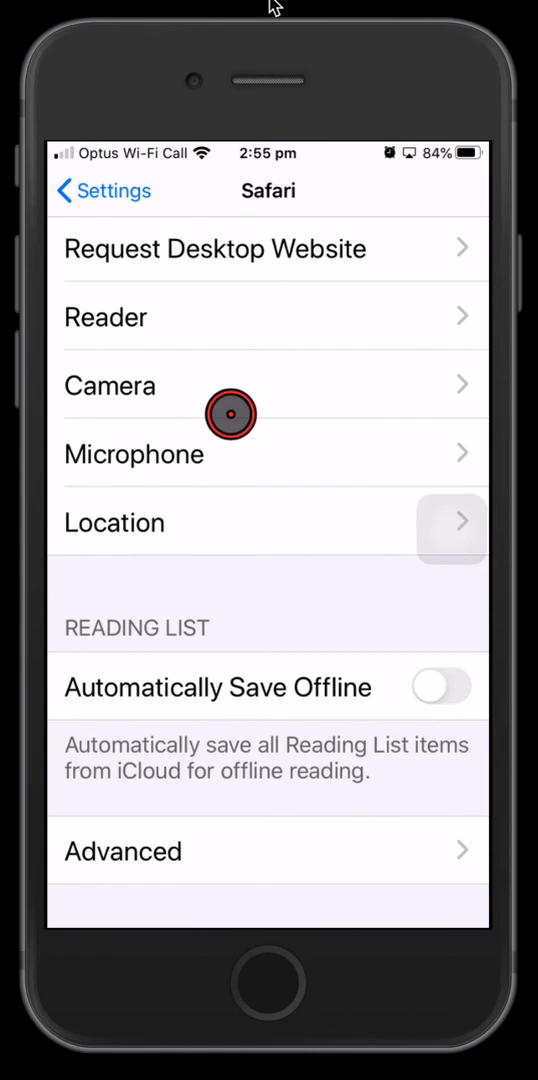 Optus Wi-Fi Call 2:55 pm 84%
Settings Safari
Request Desktop Website
Reader
Camera
Microphone
Location
READING LIST
Automatically Save Offline
Automatically save all Reading List items
from iCloud for offline reading.
Advanced